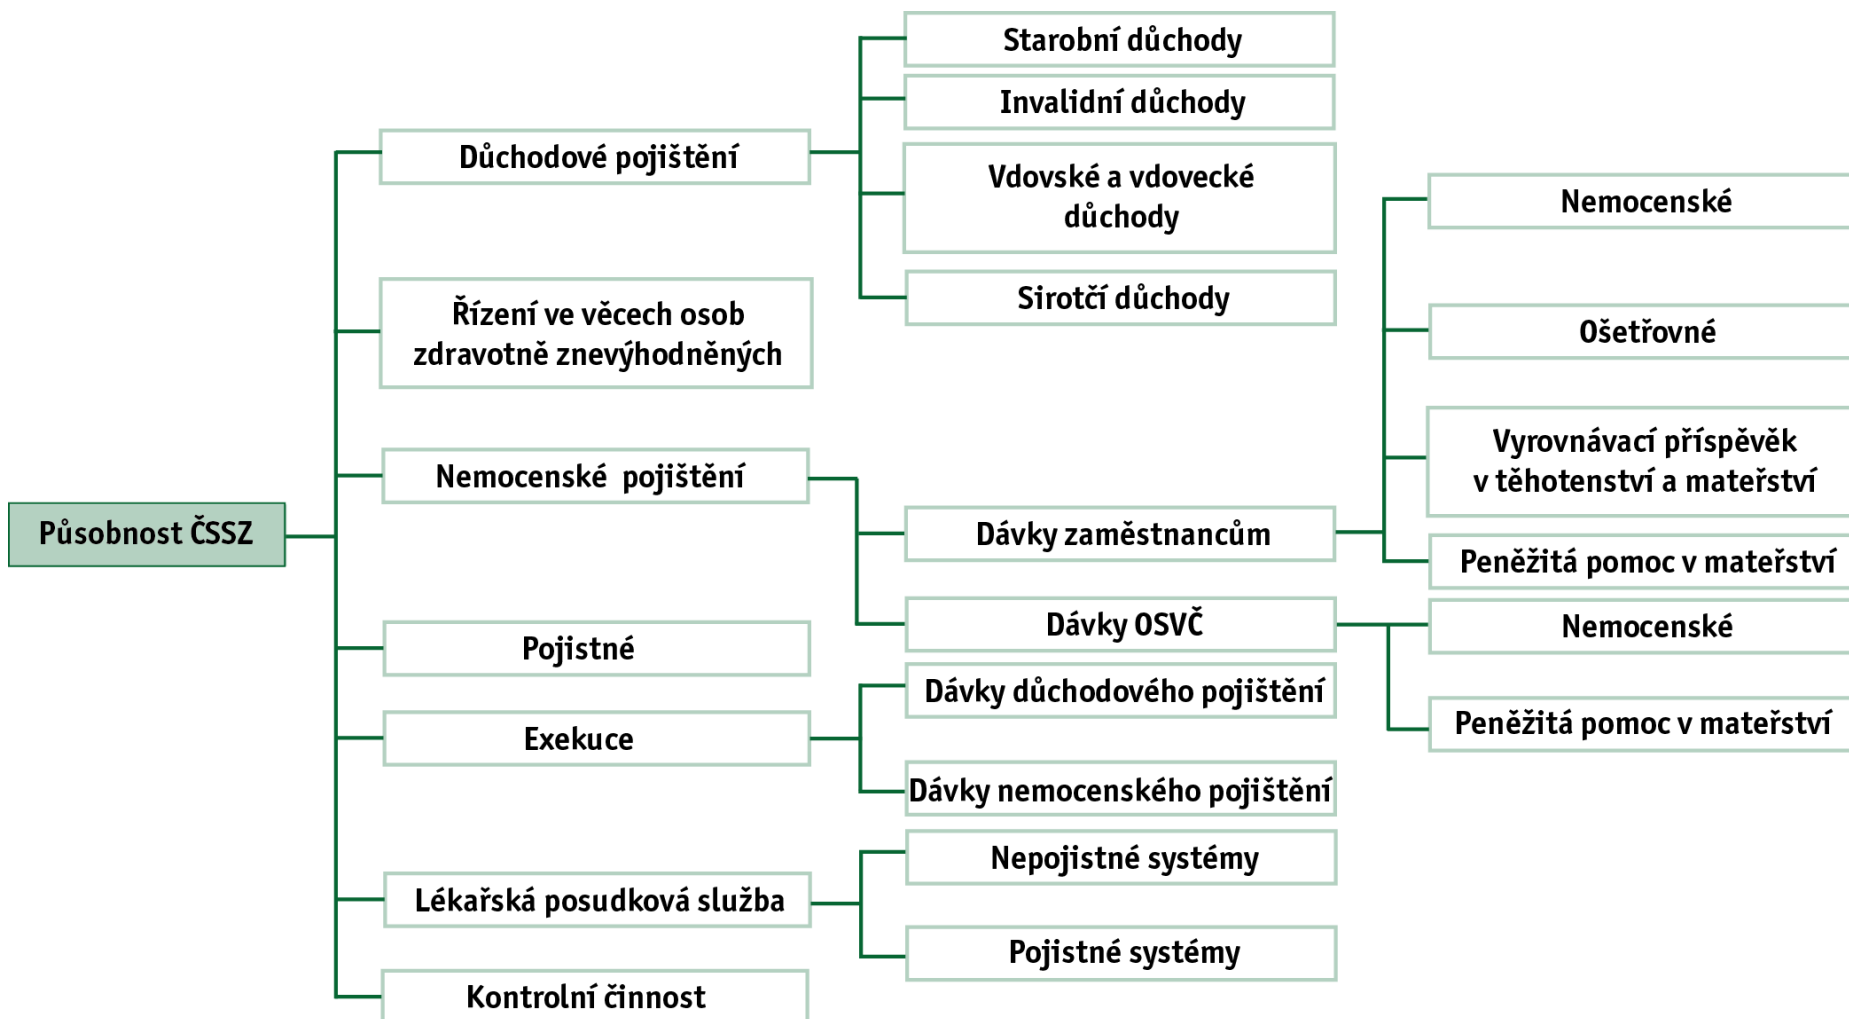 Působnost ČSSZ
Důchodové pojištění
Starobní důchody
Invalidní důchody
Vdovské a vdovecké
důchody
Sirotčí důchody
Řízení ve věcech osob
zdravotně znevýhodněných
Nemocenské pojištění
Dávky zaměstnancům
Nemocenské
Ošetřovné
Vyrovnávací příspěvěk
v těhotenství a mateřství
Peněžitá pomoc v mateřství
Dávky OSVČ
Nemocenské
Peněžitá pomoc v mateřství
Pojistné
Exekuce
Dávky důchodového pojištění
Dávky nemocenského pojištění
Lékařská posudková služba
Nepojistné systémy
Pojistné systémy
Kontrolní činnost